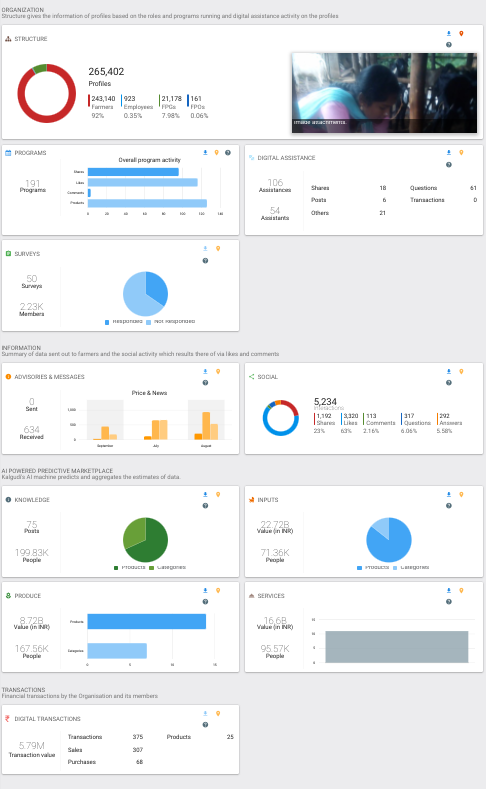 ORGANIZATION
Structure gives the information of profiles based on the roles and programs running and digital assistance activity on the profiles
STRUCTURE
265,402
Profiles
243,140 923 21,178 161
Farmers Employees FPGs FPOs
92% 0.35% 7.98% 0.06%
image attachments.
PROGRAMS
Overall program activity
191
Programs
Shares
Likes
Comments
Products
0 20 40 60 80 100 120 140
DIGITAL ASSISTANCE
106
Assistances
54
Assistants
Shares 18 Questions 61
Posts 6 Transactions 0
Others 21
SURVEYS
50
Surveys
2.23K
Members
Responded Not Responded
INFORMATION
Summary of data sent out to farmers and the social activity which results there of via likes and comments
ADVISORIES & MESSAGES
Price & News
0
Sent
634
Received
1,000
500
0
September July August
SOCIAL
5,234
Interactions
1,192 3,320 113 317 292
Shares Likes Comments Questions Answers
23% 63% 2.16% 6.06% 5.58%
AI POWERED PREDICTIVE MARKETPLACE
Kalgudi's AI machine predicts and aggregates the estimates of data.
KNOWLEDGE
75
Posts
199.83K
People
Products Categories
INPUTS
22.72B
Value (in INR)
71.36K
People
Products Categories
PRODUCE
8.72B
Value (in INR)
167.56K
People
Products
Categories
0 5 10 15
SERVICES
16.6B
Value (in INR)
95.57K
People
15
10
5
0
TRANSACTIONS
Financial transactions by the Organisation and its members
DIGITAL TRANSACTIONS
5.79M
Transaction value
Transactions 375 Products 25
Sales 307
Purchases 68